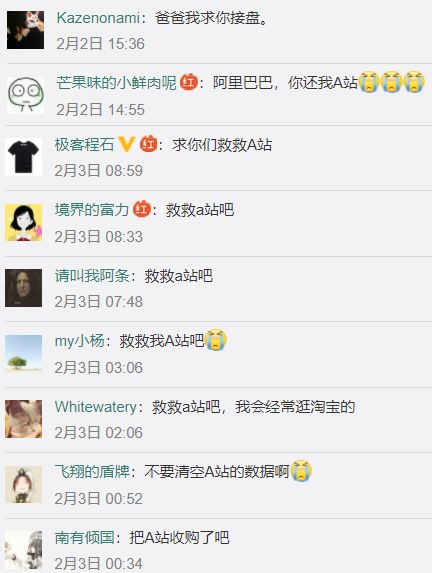 Kazenonami：爸爸我求你接盘。
2月2日 15:36
芒果味的小鲜肉呢 红：阿里巴巴，你还我A站
2月2日 14:55
极客程石 V 红：求你们救救A站
2月3日 08:59
境界的富力 红：救救a站吧
2月3日 08:33
请叫我阿条：救救a站吧
2月3日 07:48
my小杨：救救我A站吧
2月3日 03:06
Whitewatery：救救a站吧，我会经常逛淘宝的
2月3日 02:06
飞翔的盾牌：不要清空A站的数据啊
2月3日 00:52
南有倾国：把A站收购了吧
2月3日 00:34